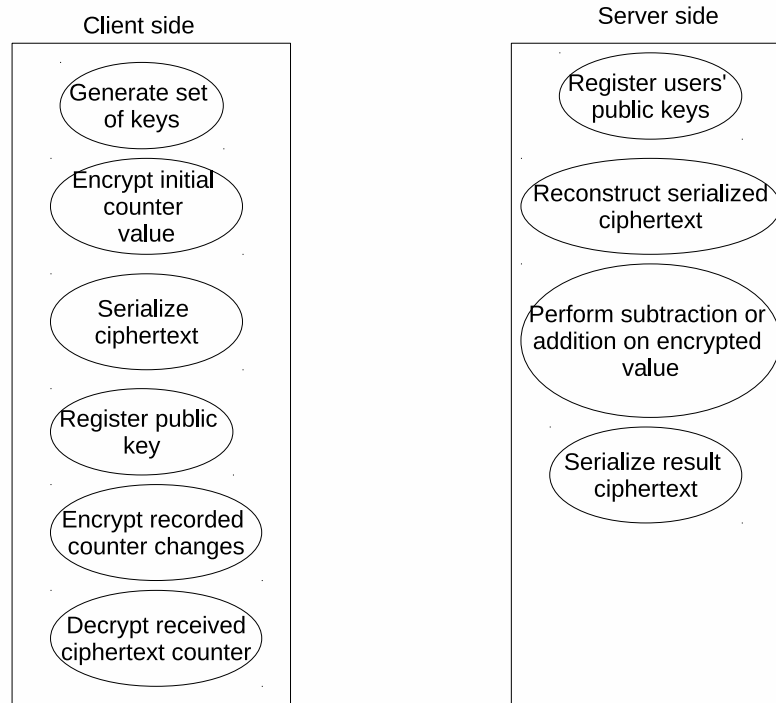 Client side
Generate set
of keys
Encrypt initial
counter
value
Serialize
ciphertext
Register public
key
Encrypt recorded
counter changes
Decrypt received
ciphertext counter
Server side
Register users'
public keys
Reconstruct serialized
ciphertext
Perform subtraction or
addition on encrypted
value
Serialize result
ciphertext